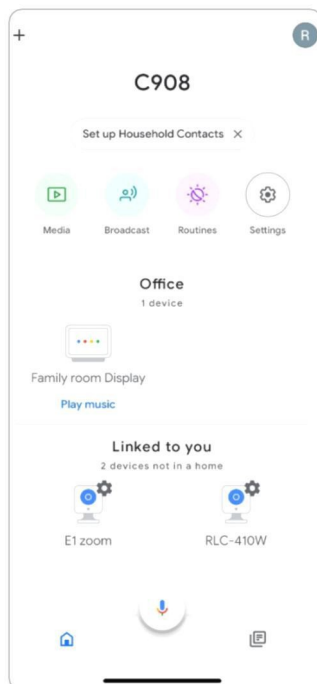 +
R
C908
Set up Household Contacts ×
Media Broadcast Routines Settings
Office
1 device
Family room Display
Play music
Linked to you
2 devices not in a home
E1 zoom RLC-410W